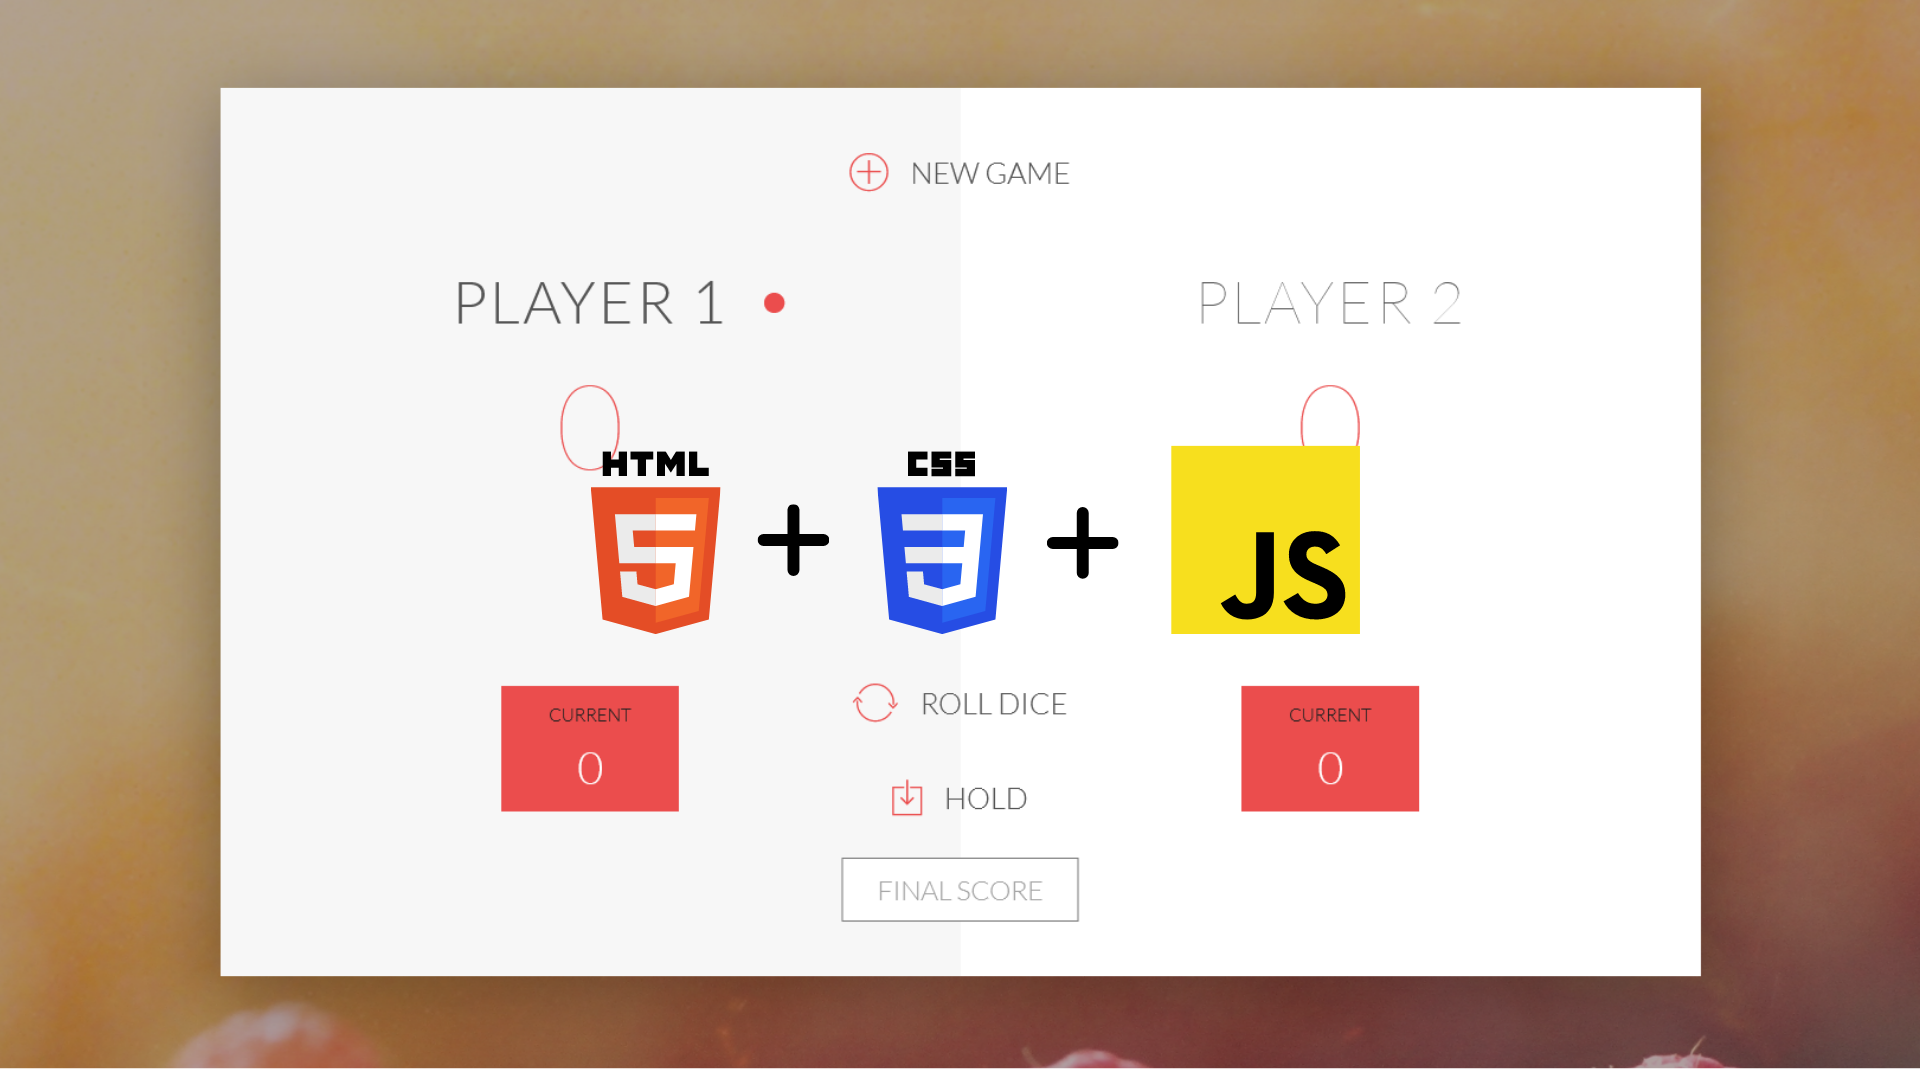 NEW GAME
PLAYER 1
PLAYER 2
0
0
HTML
5
CSS
3
JS
+
+
ROLL DICE
CURRENT
0
CURRENT
0
HOLD
FINAL SCORE